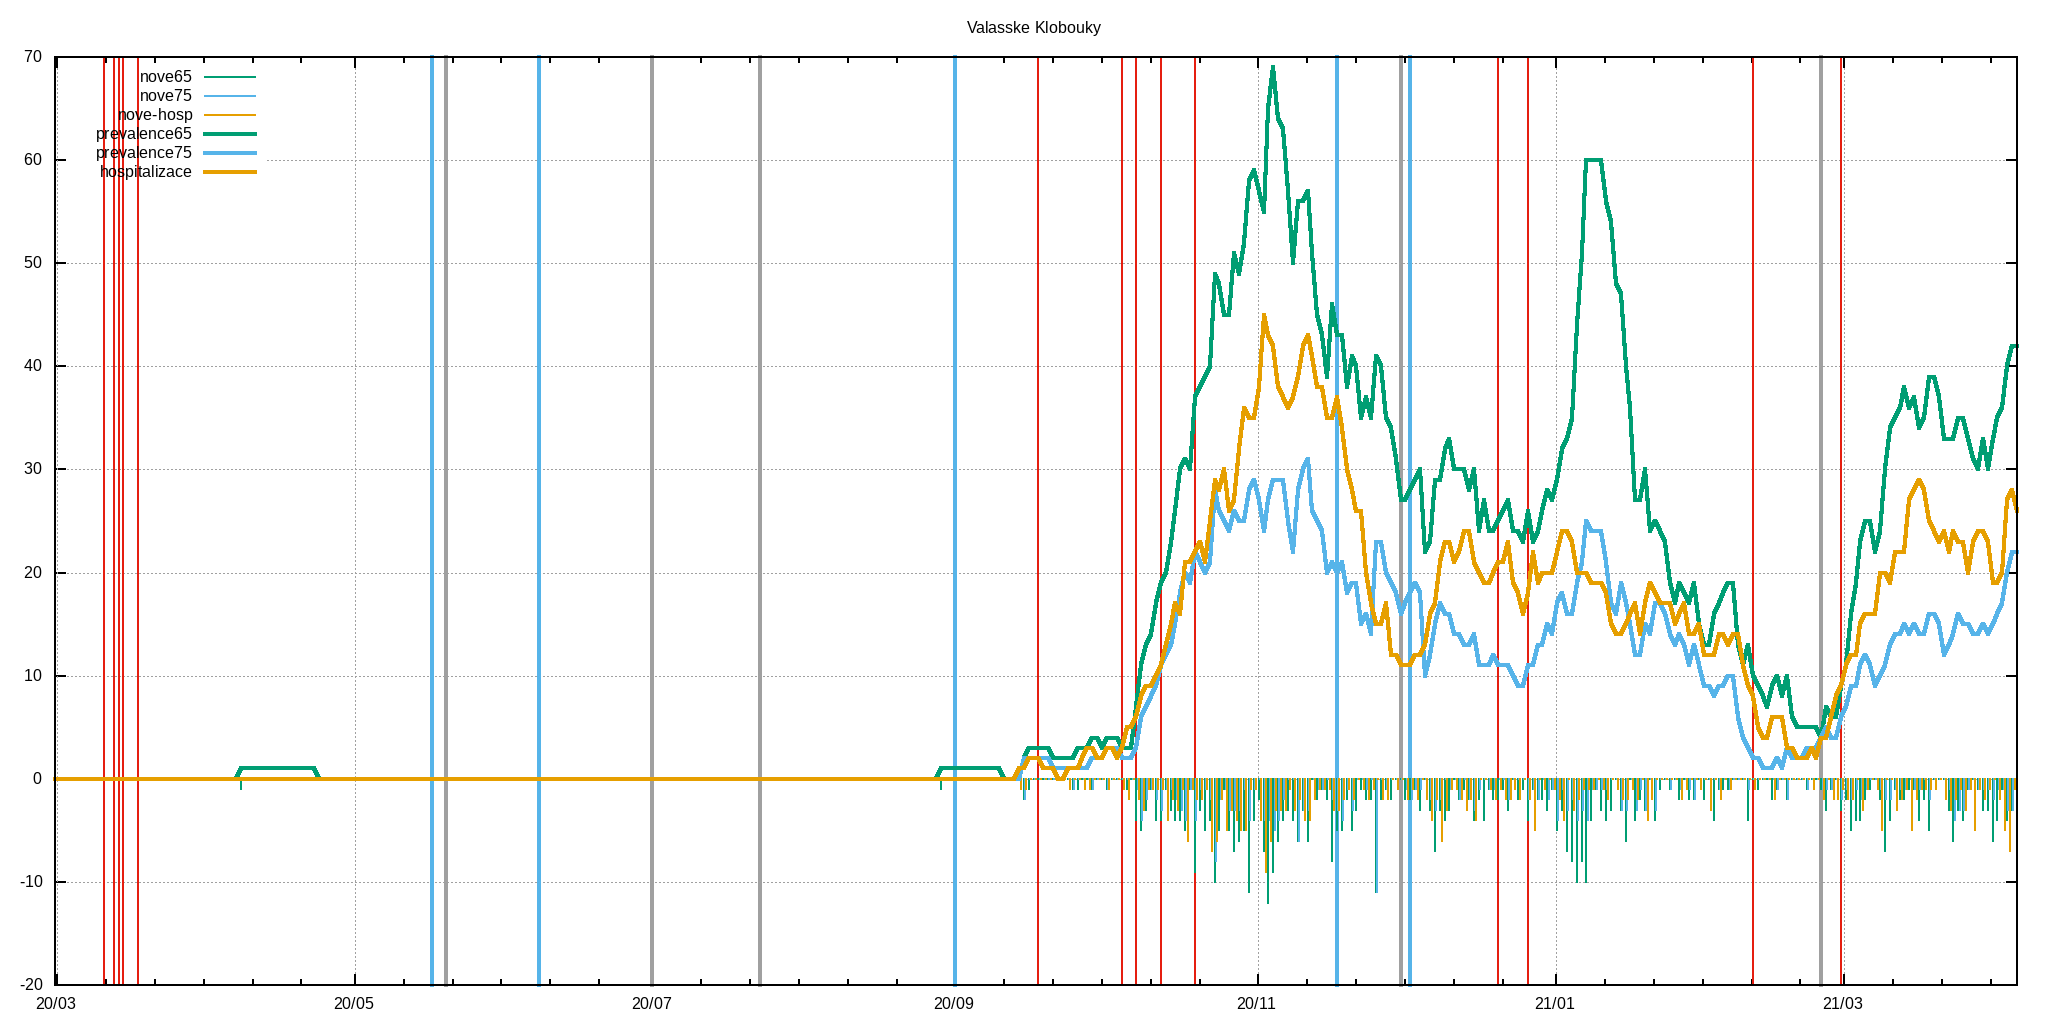 Valasske Klobouky
70
60
50
40
30
20
10
0
-10
-20
nove65
nove75
nove-hosp
prevalence65
prevalence75
hospitalizace
20/03 20/05 20/07 20/09 20/11 21/01 21/03